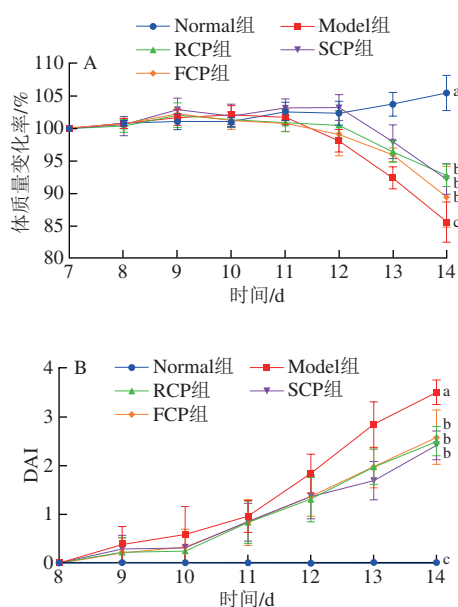 A
Normal组 Model组
RCP组 SCP组
FCP组
体质量变化率/%
110
105
100
95
90
85
80
a
b
b
b
c
7 8 9 10 11 12 13 14
时间/d
B
Normal组 Model组
RCP组 SCP组
FCP组
DAI
4
3
2
1
0
a
b
b
b
c
8 9 10 11 12 13 14
时间/d